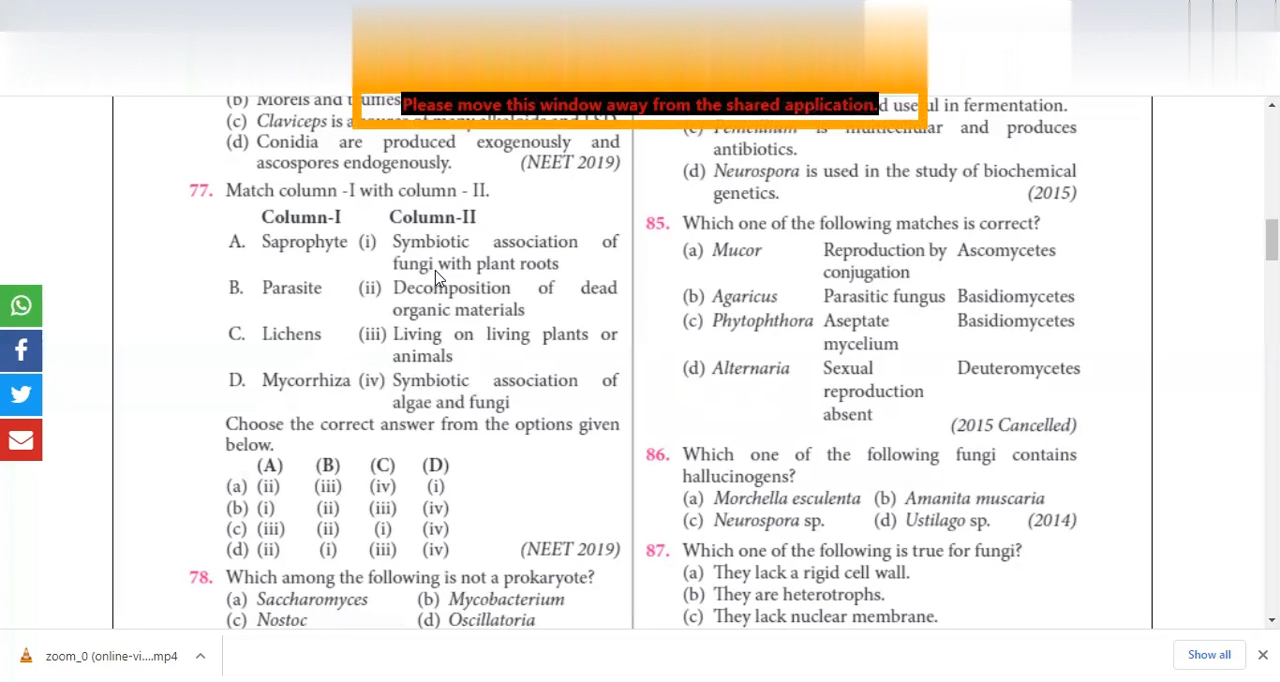 Please move this window away from the shared application.
(b) Morels and truffles
(c) Claviceps is a source of many alkaloids and LSD.
(d) Conidia are produced exogenously and
ascospores endogenously. (NEET 2019)
77. Match column -I with column - II.
Column-I Column-II
A. Saprophyte (i) Symbiotic association of
fungi with plant roots
B. Parasite (ii) Decomposition of dead
organic materials
C. Lichens (iii) Living on living plants or
animals
D. Mycorrhiza (iv) Symbiotic association of
algae and fungi
Choose the correct answer from the options given
below.
(A) (B) (C) (D)
(a) (ii) (iii) (iv) (i)
(b) (i) (ii) (iii) (iv)
(c) (iii) (ii) (i) (iv)
(d) (ii) (i) (iii) (iv) (NEET 2019)
78. Which among the following is not a prokaryote?
(a) Saccharomyces (b) Mycobacterium
(c) Nostoc (d) Oscillatoria
d useful in fermentation.
(c) Penicillium is multicellular and produces
antibiotics.
(d) Neurospora is used in the study of biochemical
genetics. (2015)
85. Which one of the following matches is correct?
(a) Mucor Reproduction by Ascomycetes
conjugation
(b) Agaricus Parasitic fungus Basidiomycetes
(c) Phytophthora Aseptate Basidiomycetes
mycelium
(d) Alternaria Sexual Deuteromycetes
reproduction
absent
(2015 Cancelled)
86. Which one of the following fungi contains
hallucinogens?
(a) Morchella esculenta (b) Amanita muscaria
(c) Neurospora sp. (d) Ustilago sp. (2014)
87. Which one of the following is true for fungi?
(a) They lack a rigid cell wall.
(b) They are heterotrophs.
(c) They lack nuclear membrane.
zoom_0 (online-vi....mp4
Show all